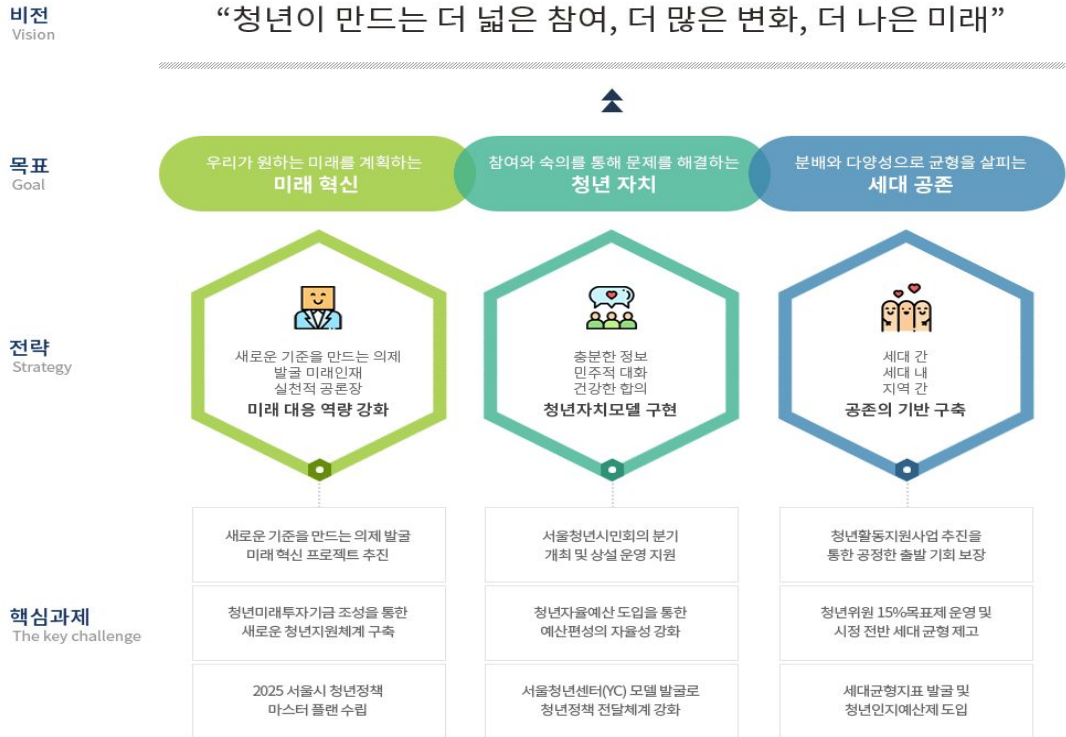 비전
Vision
“청년이 만드는 더 넓은 참여, 더 많은 변화, 더 나은 미래”
목표
Goal
우리가 원하는 미래를 계획하는
미래 혁신
참여와 숙의를 통해 문제를 해결하는
청년 자치
분배와 다양성으로 균형을 살피는
세대 공존
전략
Strategy
새로운 기준을 만드는 의제
발굴 미래인재
실천적 공론장
미래 대응 역량 강화
충분한 정보
민주적 대화
건강한 합의
청년자치모델 구현
세대 간
세대 내
지역 간
공존의 기반 구축
핵심과제
The key challenge
새로운 기준을 만드는 의제 발굴
미래 혁신 프로젝트 추진
서울청년시민회의 분기
개최 및 상설 운영 지원
청년활동지원사업 추진을
통한 공정한 출발 기회 보장
청년미래투자기금 조성을 통한
새로운 청년지원체계 구축
청년자율예산 도입을 통한
예산편성의 자율성 강화
청년위원 15%목표제 운영 및
시정 전반 세대 균형 제고
2025 서울시 청년정책
마스터 플랜 수립
서울청년센터(YC) 모델 발굴로
청년정책 전달체계 강화
세대균형지표 발굴 및
청년인지예산제 도입